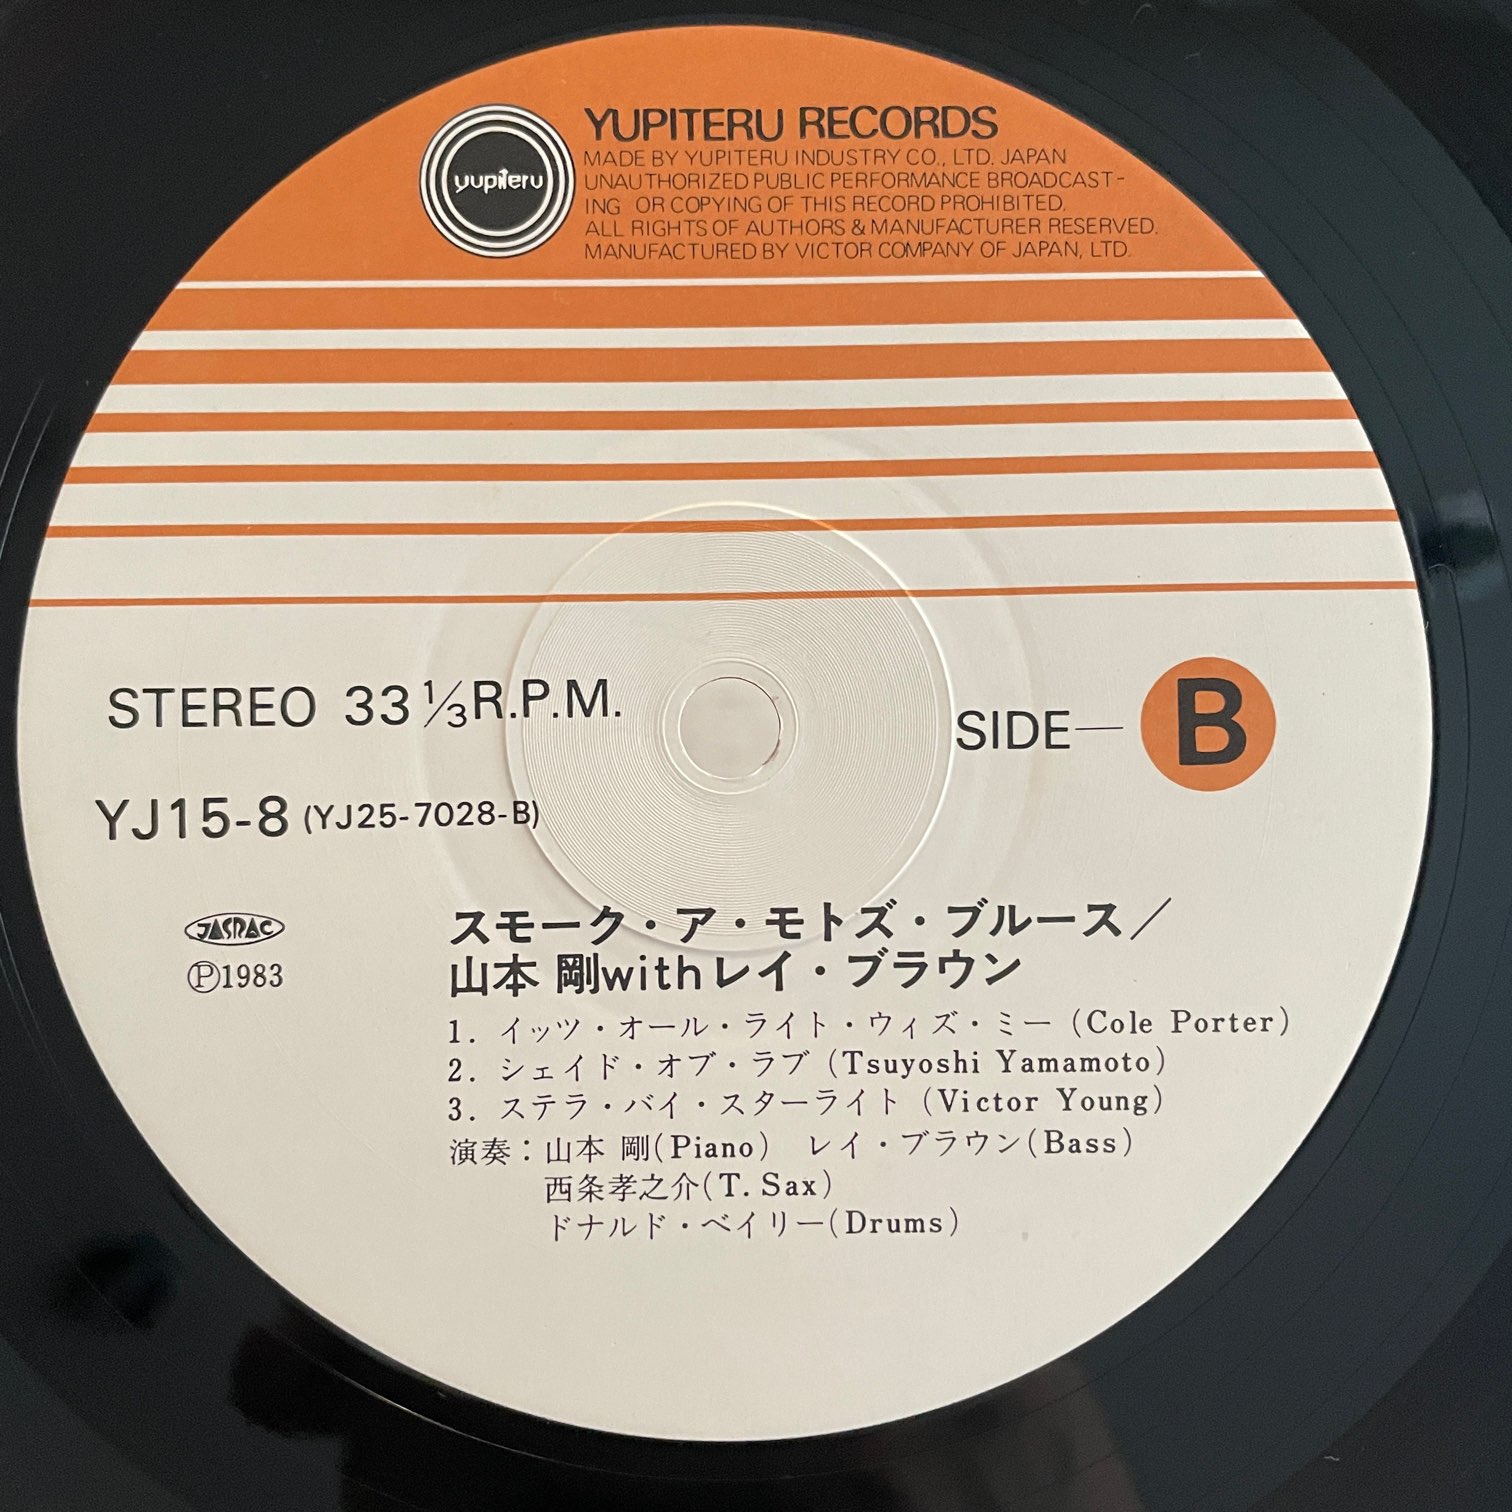 yupiteru
YUPITERU RECORDS
MADE BY YUPITERU INDUSTRY CO., LTD. JAPAN
UNAUTHORIZED PUBLIC PERFORMANCE BROADCAST-
ING OR COPYING OF THIS RECORD PROHIBITED.
ALL RIGHTS OF AUTHORS & MANUFACTURER RESERVED.
MANUFACTURED BY VICTOR COMPANY OF JAPAN, LTD.
STEREO 33 1/3 R.P.M.
SIDE— B
YJ15-8 (YJ25-7028-B)
JASRAC
Ⓟ1983
スモーク・ア・モトズ・ブルース／
山本 剛withレイ・ブラウン
1. イッツ・オール・ライト・ウィズ・ミー (Cole Porter)
2. シェイド・オブ・ラブ (Tsuyoshi Yamamoto)
3. ステラ・バイ・スターライト (Victor Young)
演奏：山本 剛(Piano) レイ・ブラウン(Bass)
西条孝之介(T. Sax)
ドナルド・ベイリー(Drums)